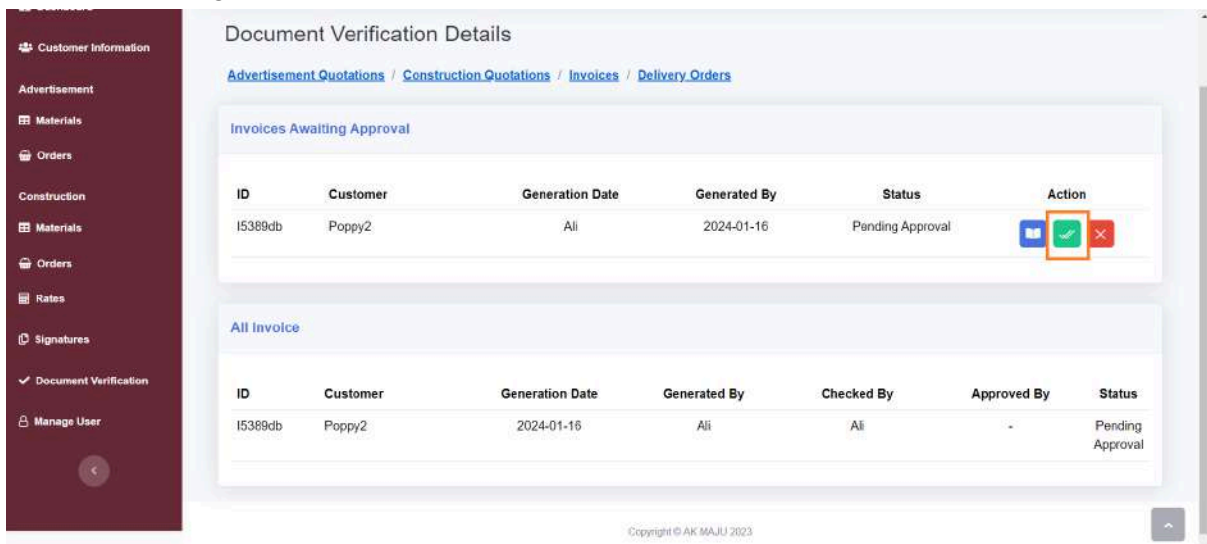 Customer Information
Advertisement
Materials
Orders
Construction
Materials
Orders
Rates
Signatures
Document Verification
Manage User
Document Verification Details
Advertisement Quotations / Construction Quotations / Invoices / Delivery Orders
Invoices Awaiting Approval
ID Customer Generation Date Generated By Status Action
I5389db Poppy2 Ali 2024-01-16 Pending Approval
All Invoice
ID Customer Generation Date Generated By Checked By Approved By Status
I5389db Poppy2 2024-01-16 Ali Ali - Pending
Approval
Copyright © AK MAJU 2023